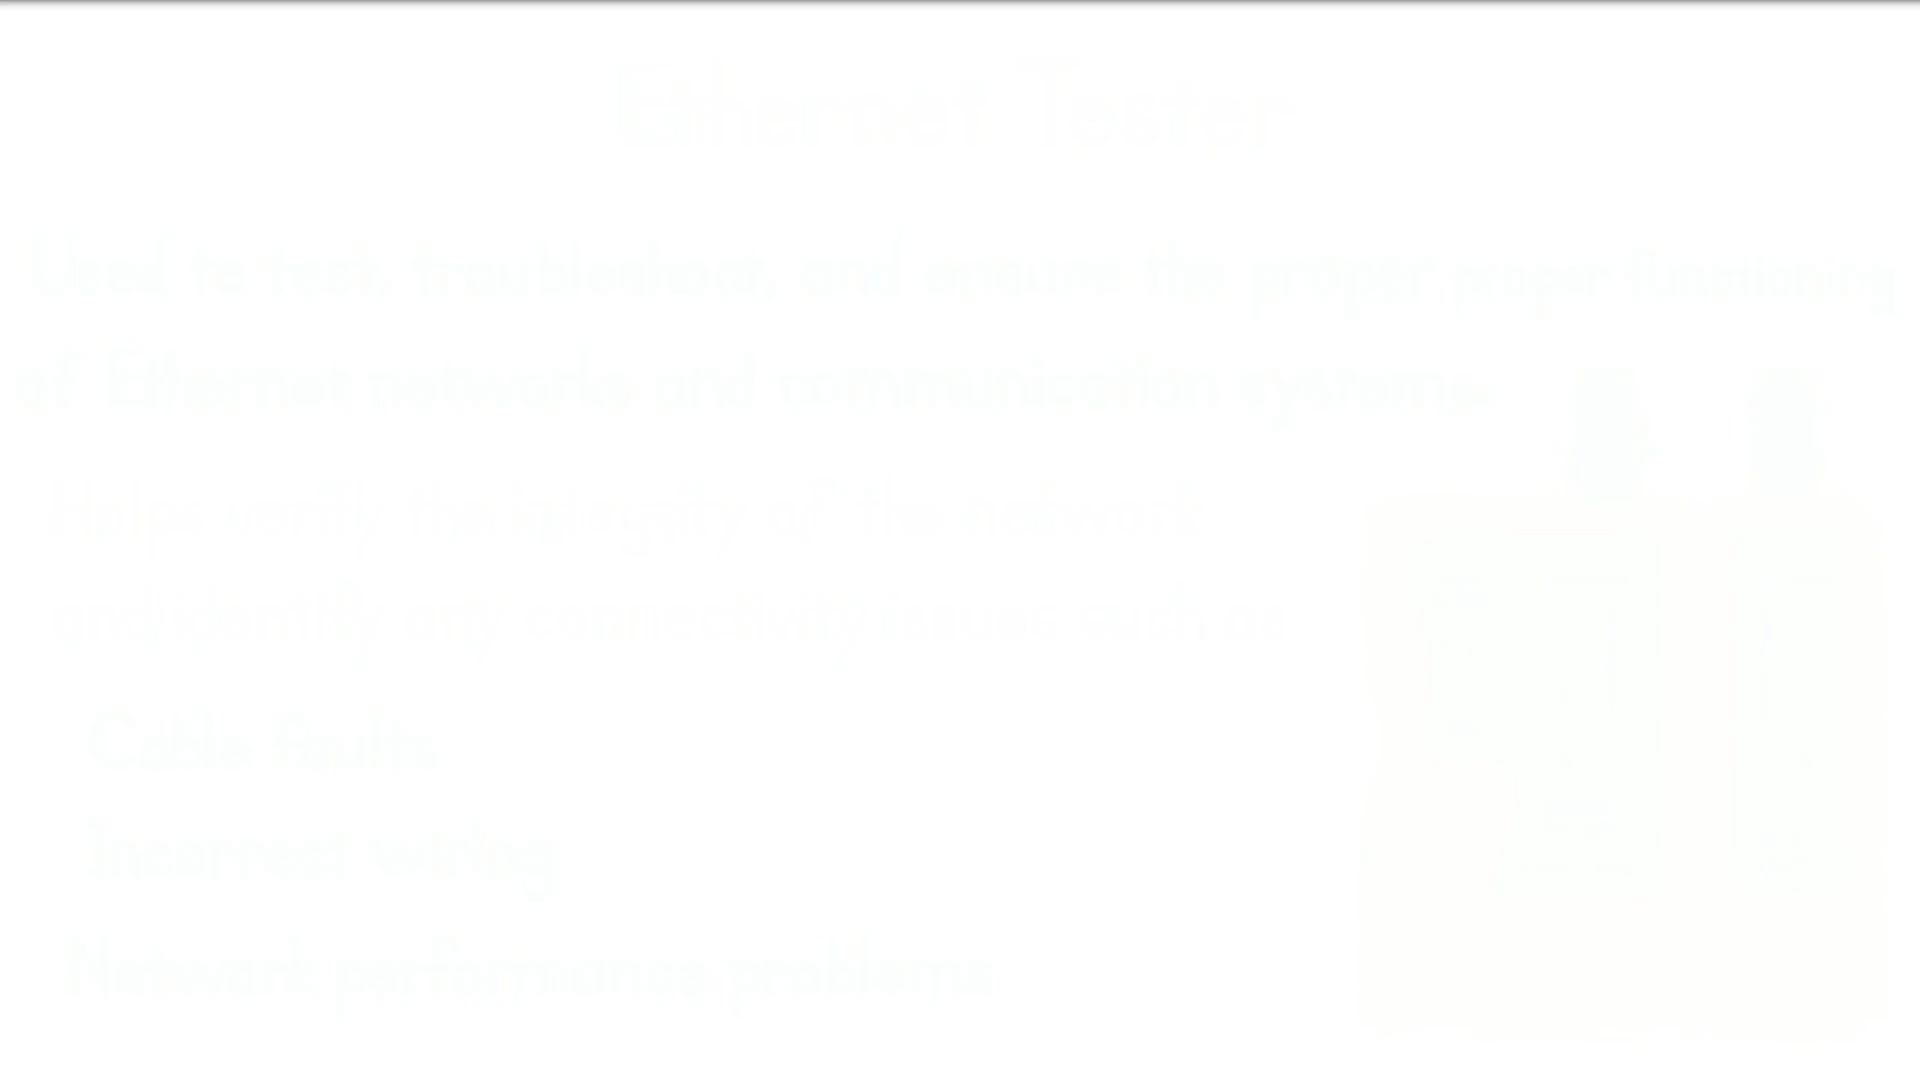 Ethernet Tester
Used to test, troubleshoot, and ensure the proper proper functioning
of Ethernet networks and communication systems.
Helps verify the integrity of the network
and identify any connectivity issues such as
Cable faults
Incorrect wiring
Network performance problems